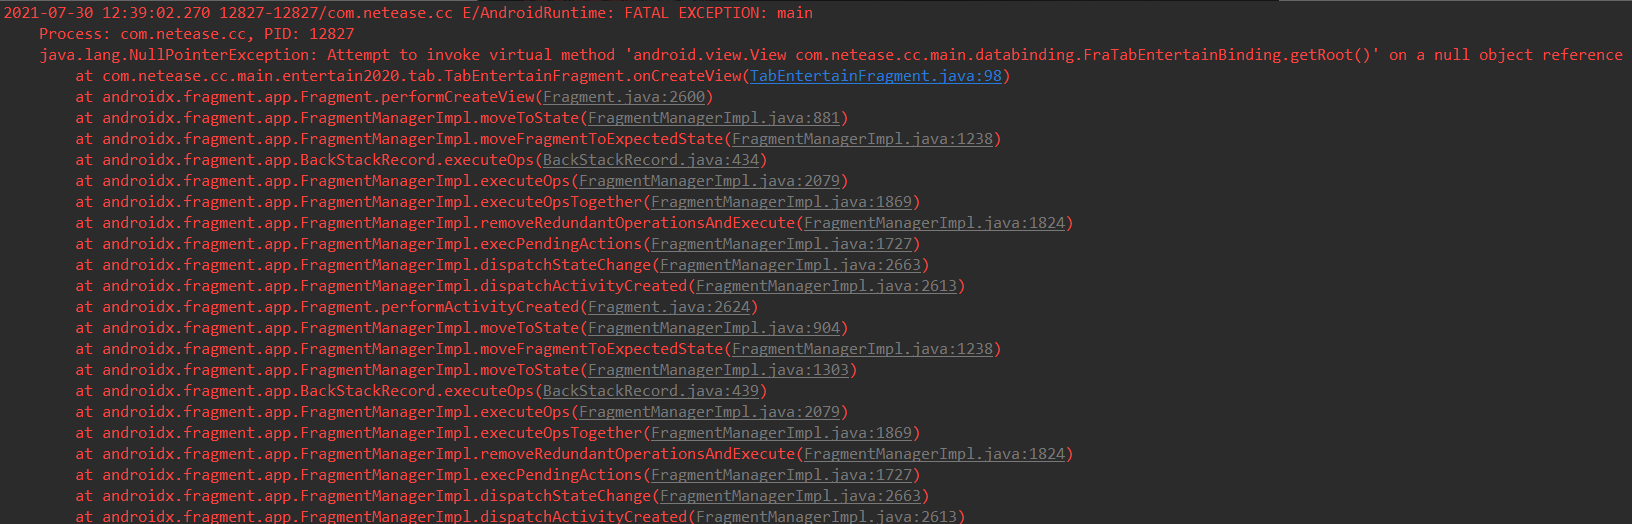 2021-07-30 12:39:02.270 12827-12827/com.netease.cc E/AndroidRuntime: FATAL EXCEPTION: main
Process: com.netease.cc, PID: 12827
java.lang.NullPointerException: Attempt to invoke virtual method 'android.view.View com.netease.cc.main.databinding.FraTabEntertainBinding.getRoot()' on a null object reference
at com.netease.cc.main.entertain2020.tab.TabEntertainFragment.onCreateView(TabEntertainFragment.java:98)
at androidx.fragment.app.Fragment.performCreateView(Fragment.java:2600)
at androidx.fragment.app.FragmentManagerImpl.moveToState(FragmentManagerImpl.java:881)
at androidx.fragment.app.FragmentManagerImpl.moveFragmentToExpectedState(FragmentManagerImpl.java:1238)
at androidx.fragment.app.BackStackRecord.executeOps(BackStackRecord.java:434)
at androidx.fragment.app.FragmentManagerImpl.executeOps(FragmentManagerImpl.java:2079)
at androidx.fragment.app.FragmentManagerImpl.executeOpsTogether(FragmentManagerImpl.java:1869)
at androidx.fragment.app.FragmentManagerImpl.removeRedundantOperationsAndExecute(FragmentManagerImpl.java:1824)
at androidx.fragment.app.FragmentManagerImpl.execPendingActions(FragmentManagerImpl.java:1727)
at androidx.fragment.app.FragmentManagerImpl.dispatchStateChange(FragmentManagerImpl.java:2663)
at androidx.fragment.app.FragmentManagerImpl.dispatchActivityCreated(FragmentManagerImpl.java:2613)
at androidx.fragment.app.Fragment.performActivityCreated(Fragment.java:2624)
at androidx.fragment.app.FragmentManagerImpl.moveToState(FragmentManagerImpl.java:904)
at androidx.fragment.app.FragmentManagerImpl.moveFragmentToExpectedState(FragmentManagerImpl.java:1238)
at androidx.fragment.app.FragmentManagerImpl.moveToState(FragmentManagerImpl.java:1303)
at androidx.fragment.app.BackStackRecord.executeOps(BackStackRecord.java:439)
at androidx.fragment.app.FragmentManagerImpl.executeOps(FragmentManagerImpl.java:2079)
at androidx.fragment.app.FragmentManagerImpl.executeOpsTogether(FragmentManagerImpl.java:1869)
at androidx.fragment.app.FragmentManagerImpl.removeRedundantOperationsAndExecute(FragmentManagerImpl.java:1824)
at androidx.fragment.app.FragmentManagerImpl.execPendingActions(FragmentManagerImpl.java:1727)
at androidx.fragment.app.FragmentManagerImpl.dispatchStateChange(FragmentManagerImpl.java:2663)
at androidx.fragment.app.FragmentManagerImpl.dispatchActivityCreated(FragmentManagerImpl.java:2613)